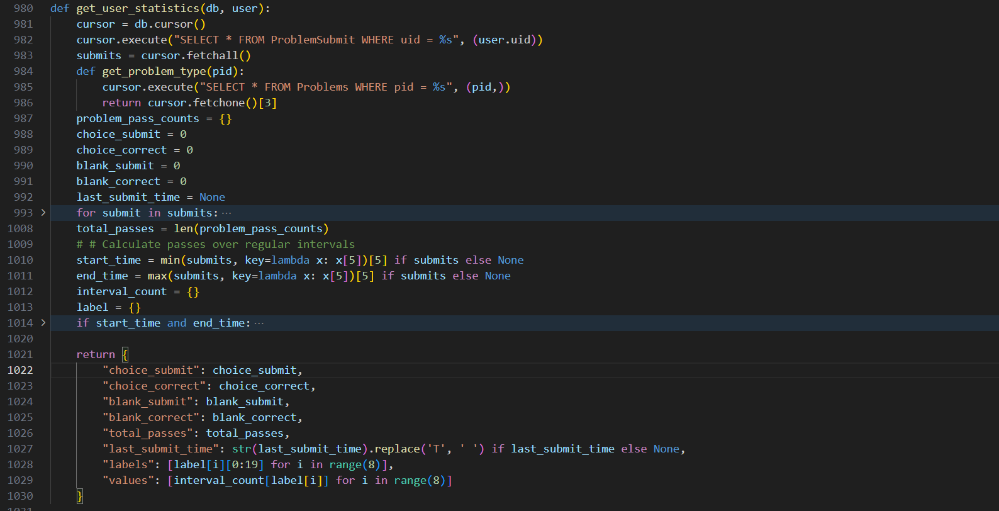 980 def get_user_statistics(db, user):
981     cursor = db.cursor()
982     cursor.execute("SELECT * FROM ProblemSubmit WHERE uid = %s", (user.uid))
983     submits = cursor.fetchall()
984     def get_problem_type(pid):
985         cursor.execute("SELECT * FROM Problems WHERE pid = %s", (pid,))
986         return cursor.fetchone()[3]
987     problem_pass_counts = {}
988     choice_submit = 0
989     choice_correct = 0
990     blank_submit = 0
991     blank_correct = 0
992     last_submit_time = None
993 >   for submit in submits: ···
1008     total_passes = len(problem_pass_counts)
1009     # # Calculate passes over regular intervals
1010     start_time = min(submits, key=lambda x: x[5])[5] if submits else None
1011     end_time = max(submits, key=lambda x: x[5])[5] if submits else None
1012     interval_count = {}
1013     label = {}
1014 >   if start_time and end_time: ···
1020
1021     return {
1022         "choice_submit": choice_submit,
1023         "choice_correct": choice_correct,
1024         "blank_submit": blank_submit,
1025         "blank_correct": blank_correct,
1026         "total_passes": total_passes,
1027         "last_submit_time": str(last_submit_time).replace('T', ' ') if last_submit_time else None,
1028         "labels": [label[i][0:19] for i in range(8)],
1029         "values": [interval_count[label[i]] for i in range(8)]
1030     }
1031